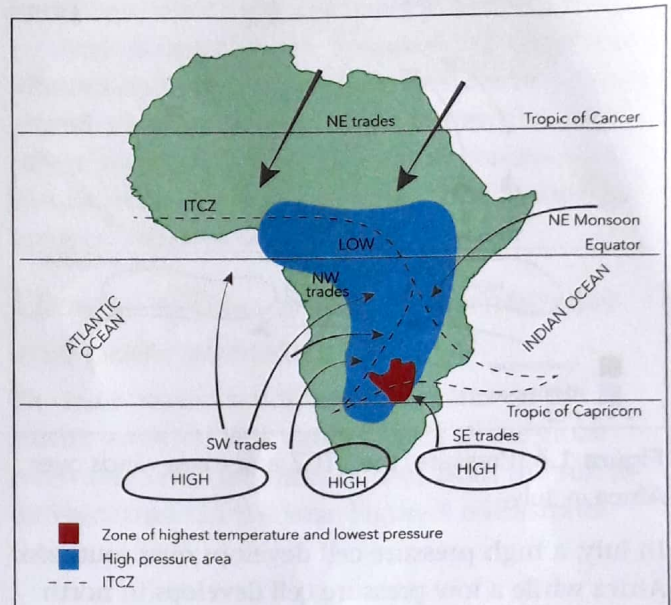 NE trades
Tropic of Cancer
ITCZ
NE Monsoon
LOW
Equator
NW
trades
ATLANTIC
OCEAN
INDIAN OCEAN
Tropic of Capricorn
SW trades
SE trades
HIGH
HIGH
HIGH
Zone of highest temperature and lowest pressure
High pressure area
ITCZ